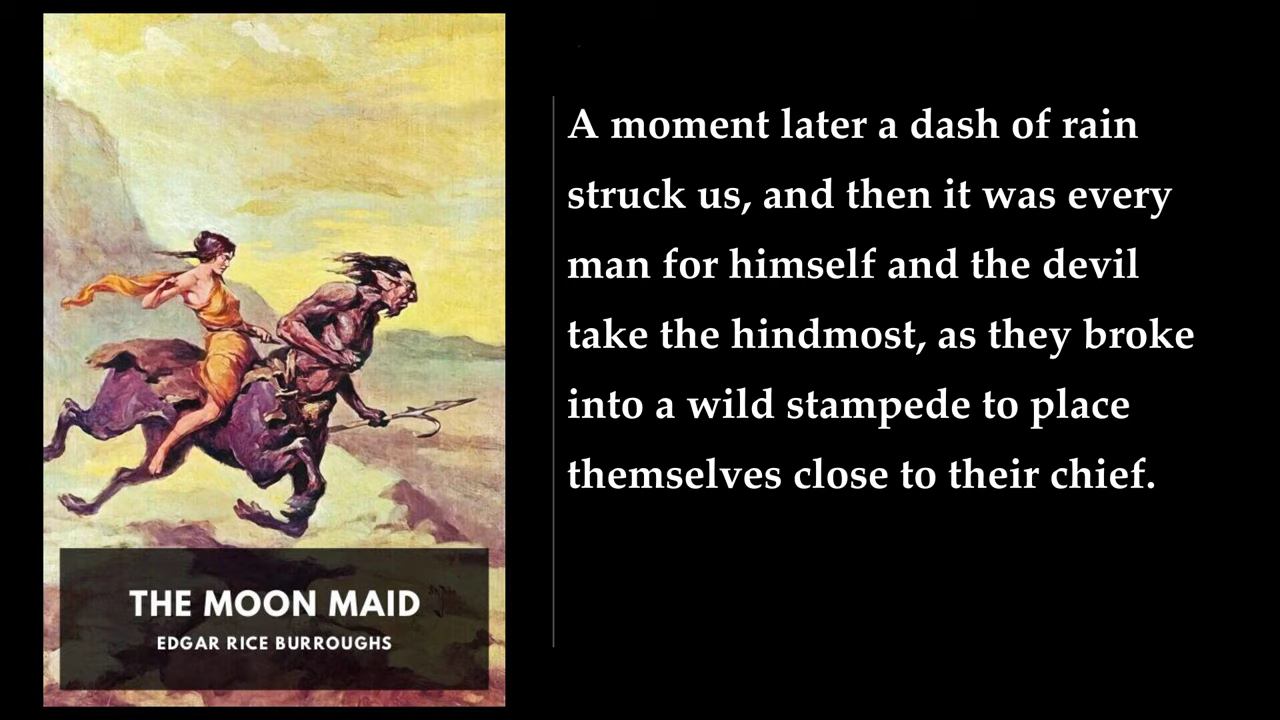 A moment later a dash of rain
struck us, and then it was every
man for himself and the devil
take the hindmost, as they broke
into a wild stampede to place
themselves close to their chief.
THE MOON MAID
EDGAR RICE BURROUGHS